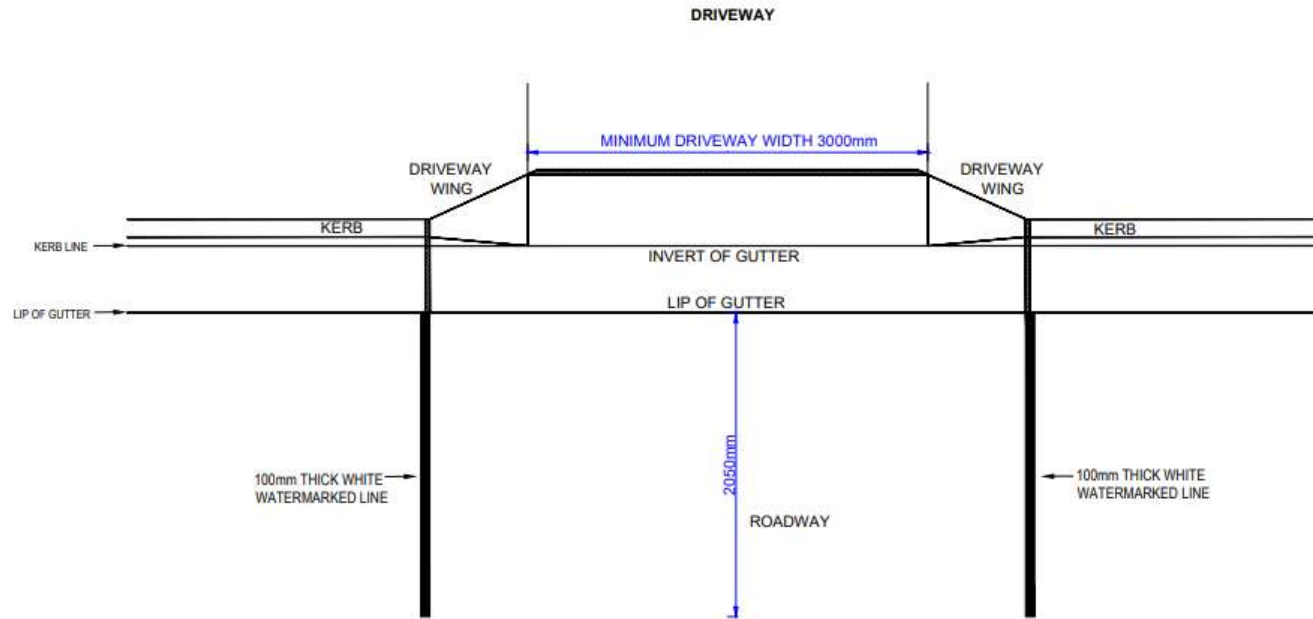 DRIVEWAY
MINIMUM DRIVEWAY WIDTH 3000mm
DRIVEWAY
WING
DRIVEWAY
WING
KERB
KERB
KERB LINE
INVERT OF GUTTER
LIP OF GUTTER
LIP OF GUTTER
2050mm
100mm THICK WHITE
WATERMARKED LINE
100mm THICK WHITE
WATERMARKED LINE
ROADWAY